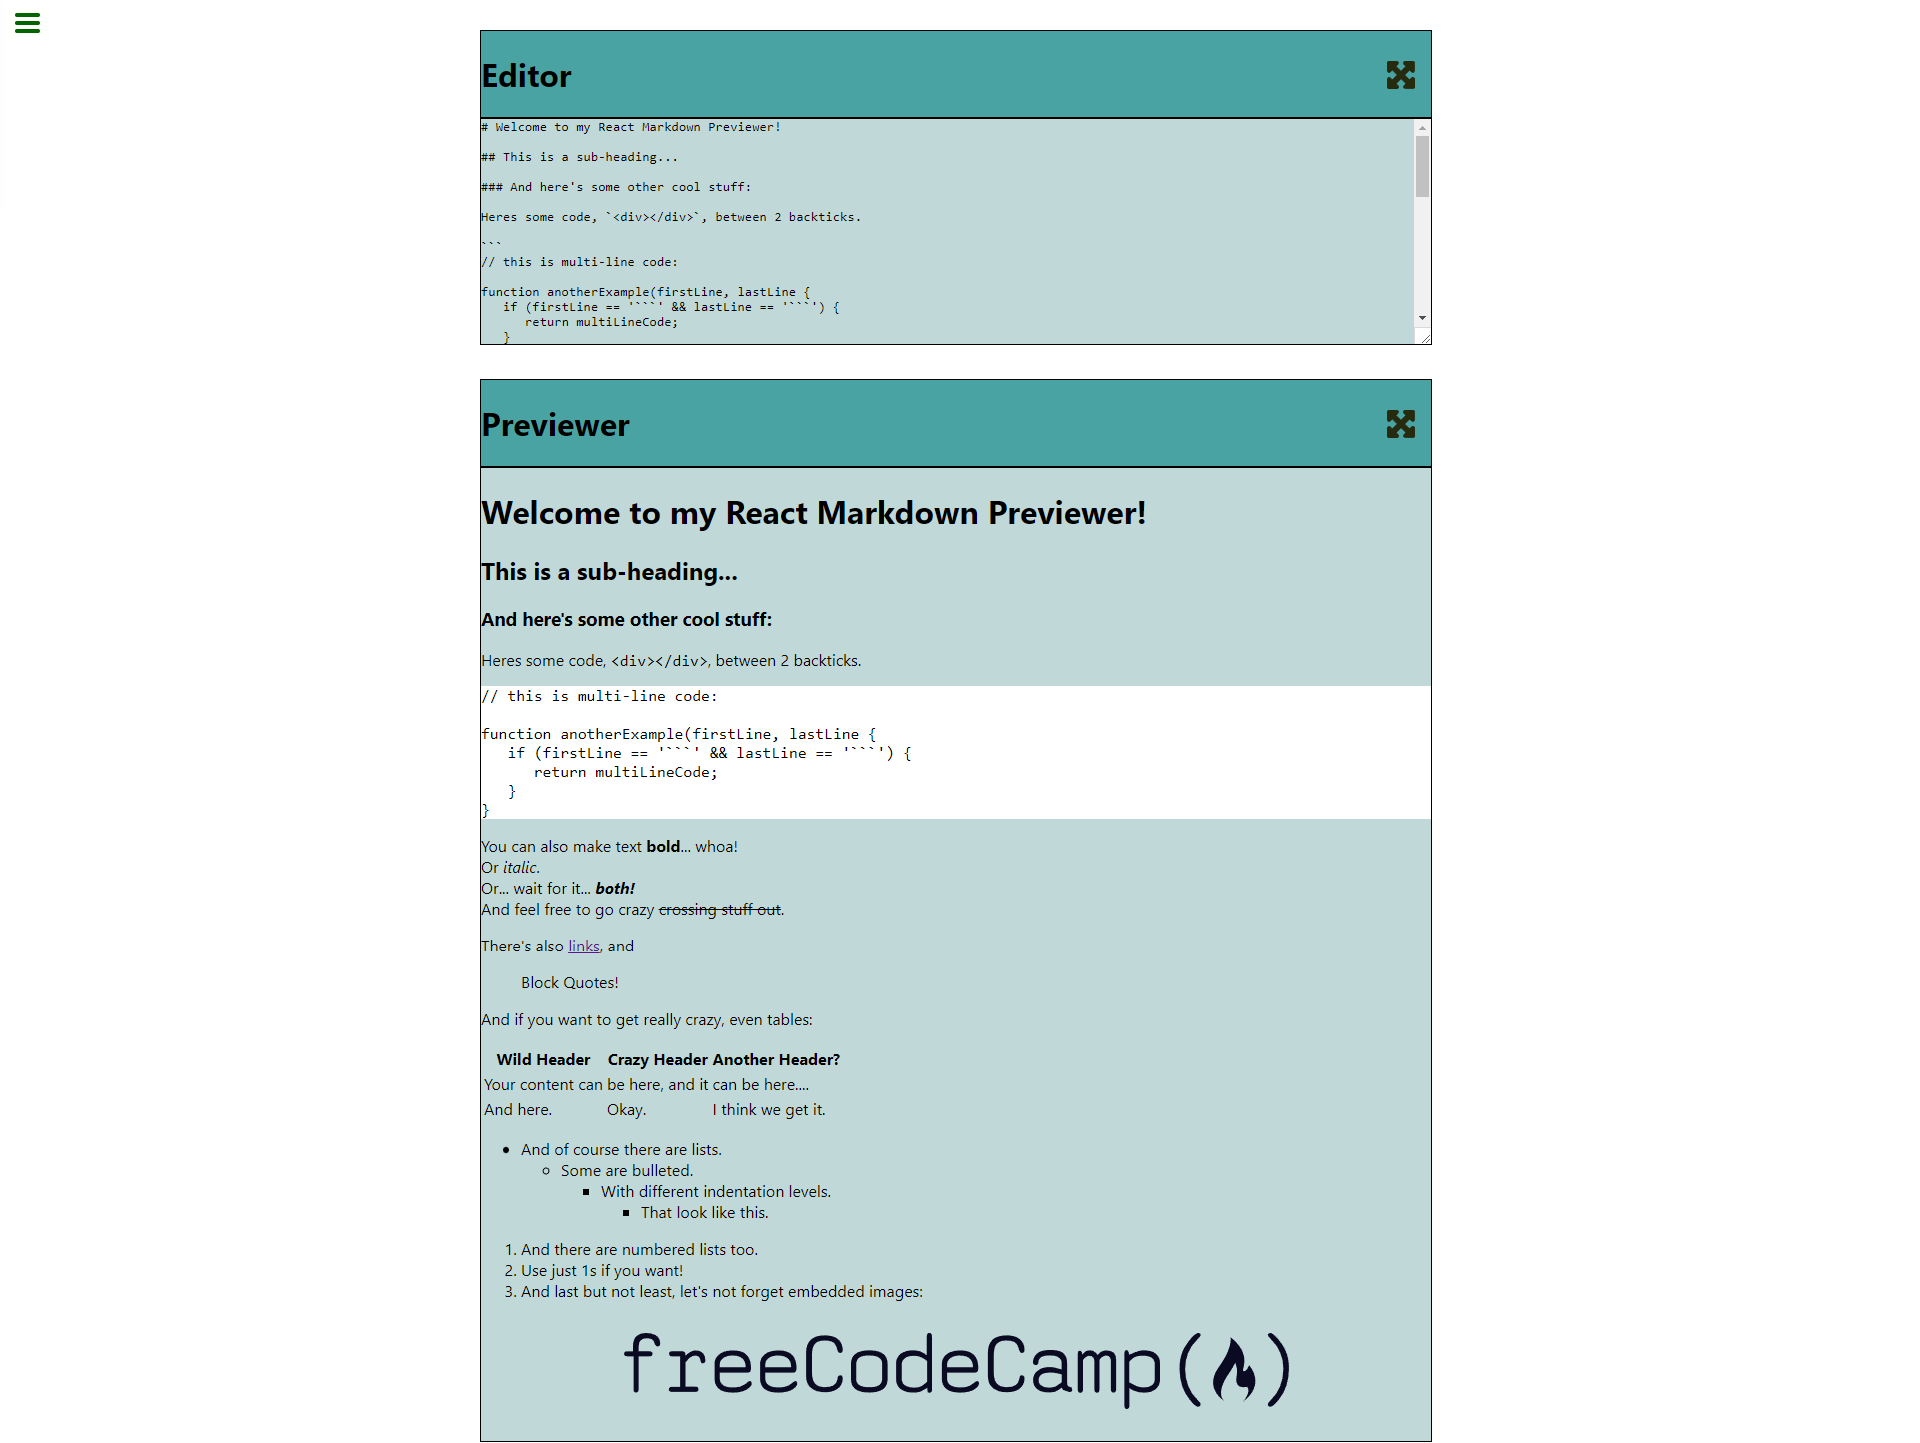 Editor
# Welcome to my React Markdown Previewer!
## This is a sub-heading...
### And here's some other cool stuff:
Heres some code, `<div></div>`, between 2 backticks.
```
// this is multi-line code:
function anotherExample(firstLine, lastLine {
   if (firstLine == '```' && lastLine == '```') {
      return multiLineCode;
   }
Previewer
Welcome to my React Markdown Previewer!
This is a sub-heading...
And here's some other cool stuff:
Heres some code, <div></div>, between 2 backticks.
// this is multi-line code:
function anotherExample(firstLine, lastLine {
   if (firstLine == '```' && lastLine == '```') {
      return multiLineCode;
   }
}
You can also make text bold... whoa!
Or italic.
Or... wait for it... both!
And feel free to go crazy crossing stuff out.
There's also links, and
Block Quotes!
And if you want to get really crazy, even tables:
Wild Header Crazy Header Another Header?
Your content can be here, and it can be here....
And here. Okay. I think we get it.
And of course there are lists.
Some are bulleted.
With different indentation levels.
That look like this.
1. And there are numbered lists too.
2. Use just 1s if you want!
3. And last but not least, let's not forget embedded images:
freeCodeCamp( )